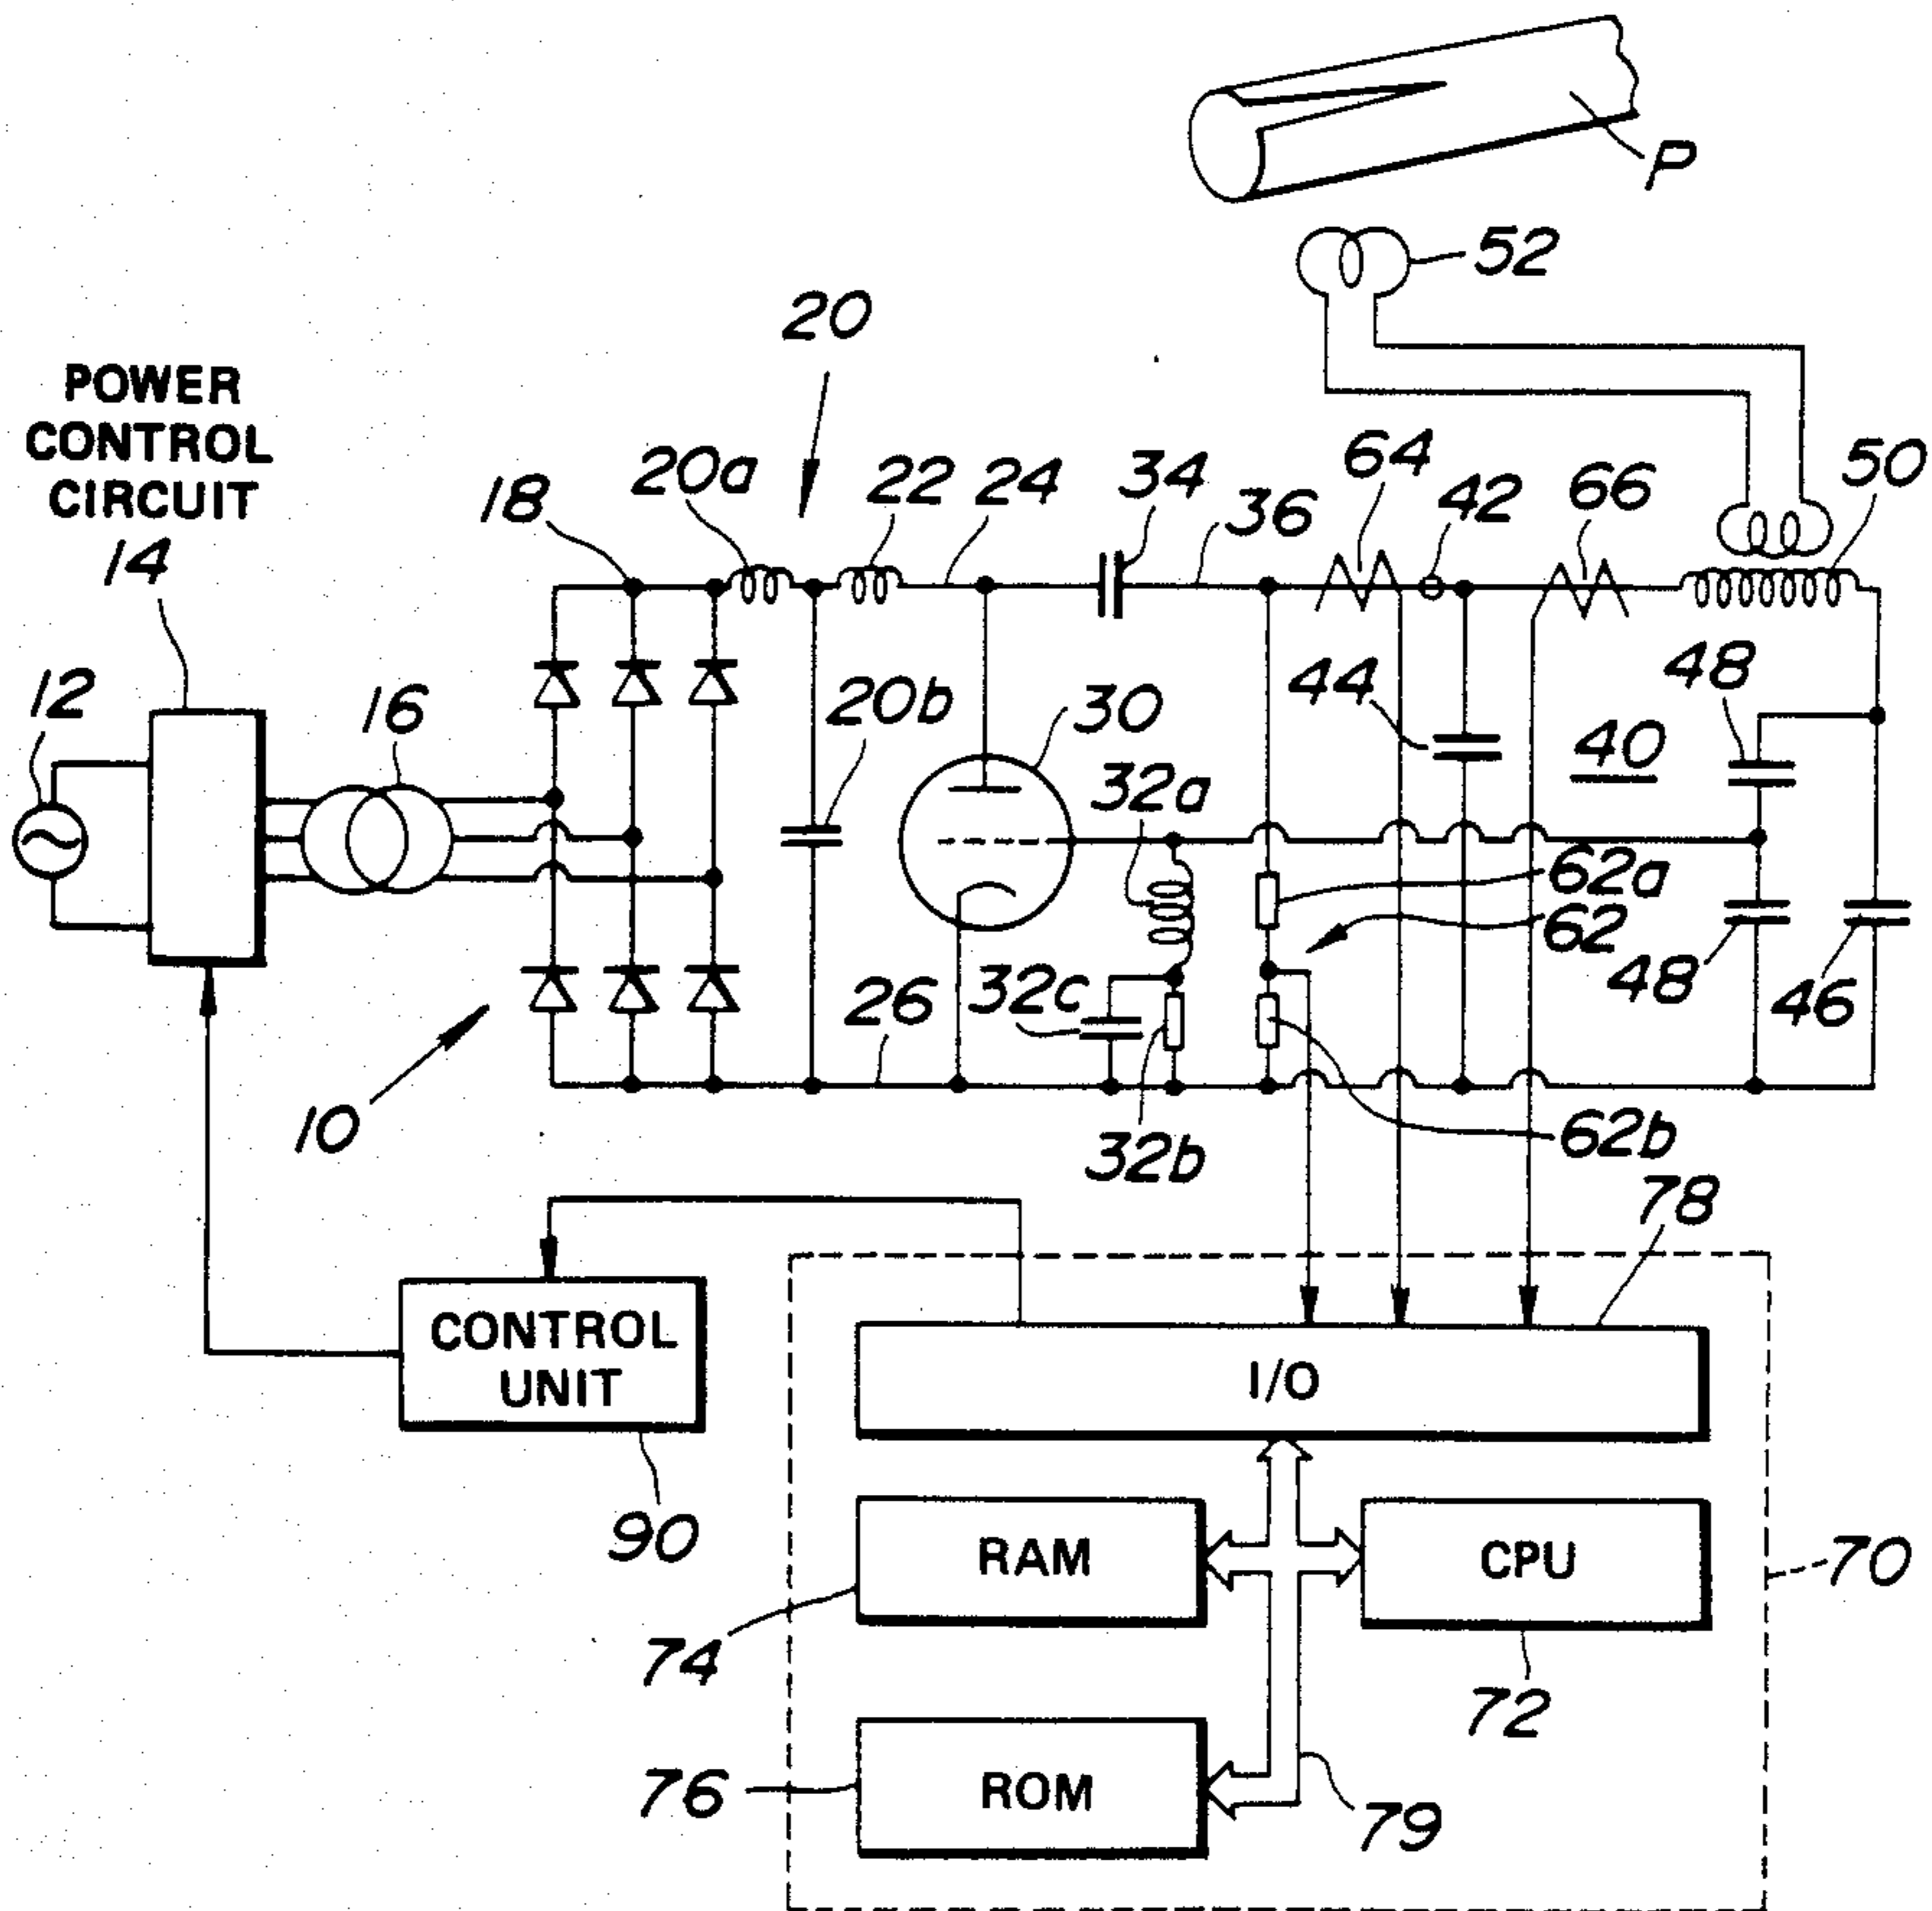 P
52
20
POWER
CONTROL
CIRCUIT
14
18
20a
22
24
34
36
64
42
66
50
12
16
20b
30
32a
44
40
48
62a
62
48
46
32c
26
10
32b
62b
78
CONTROL
UNIT
I/O
90
RAM
CPU
70
74
72
76
ROM
79